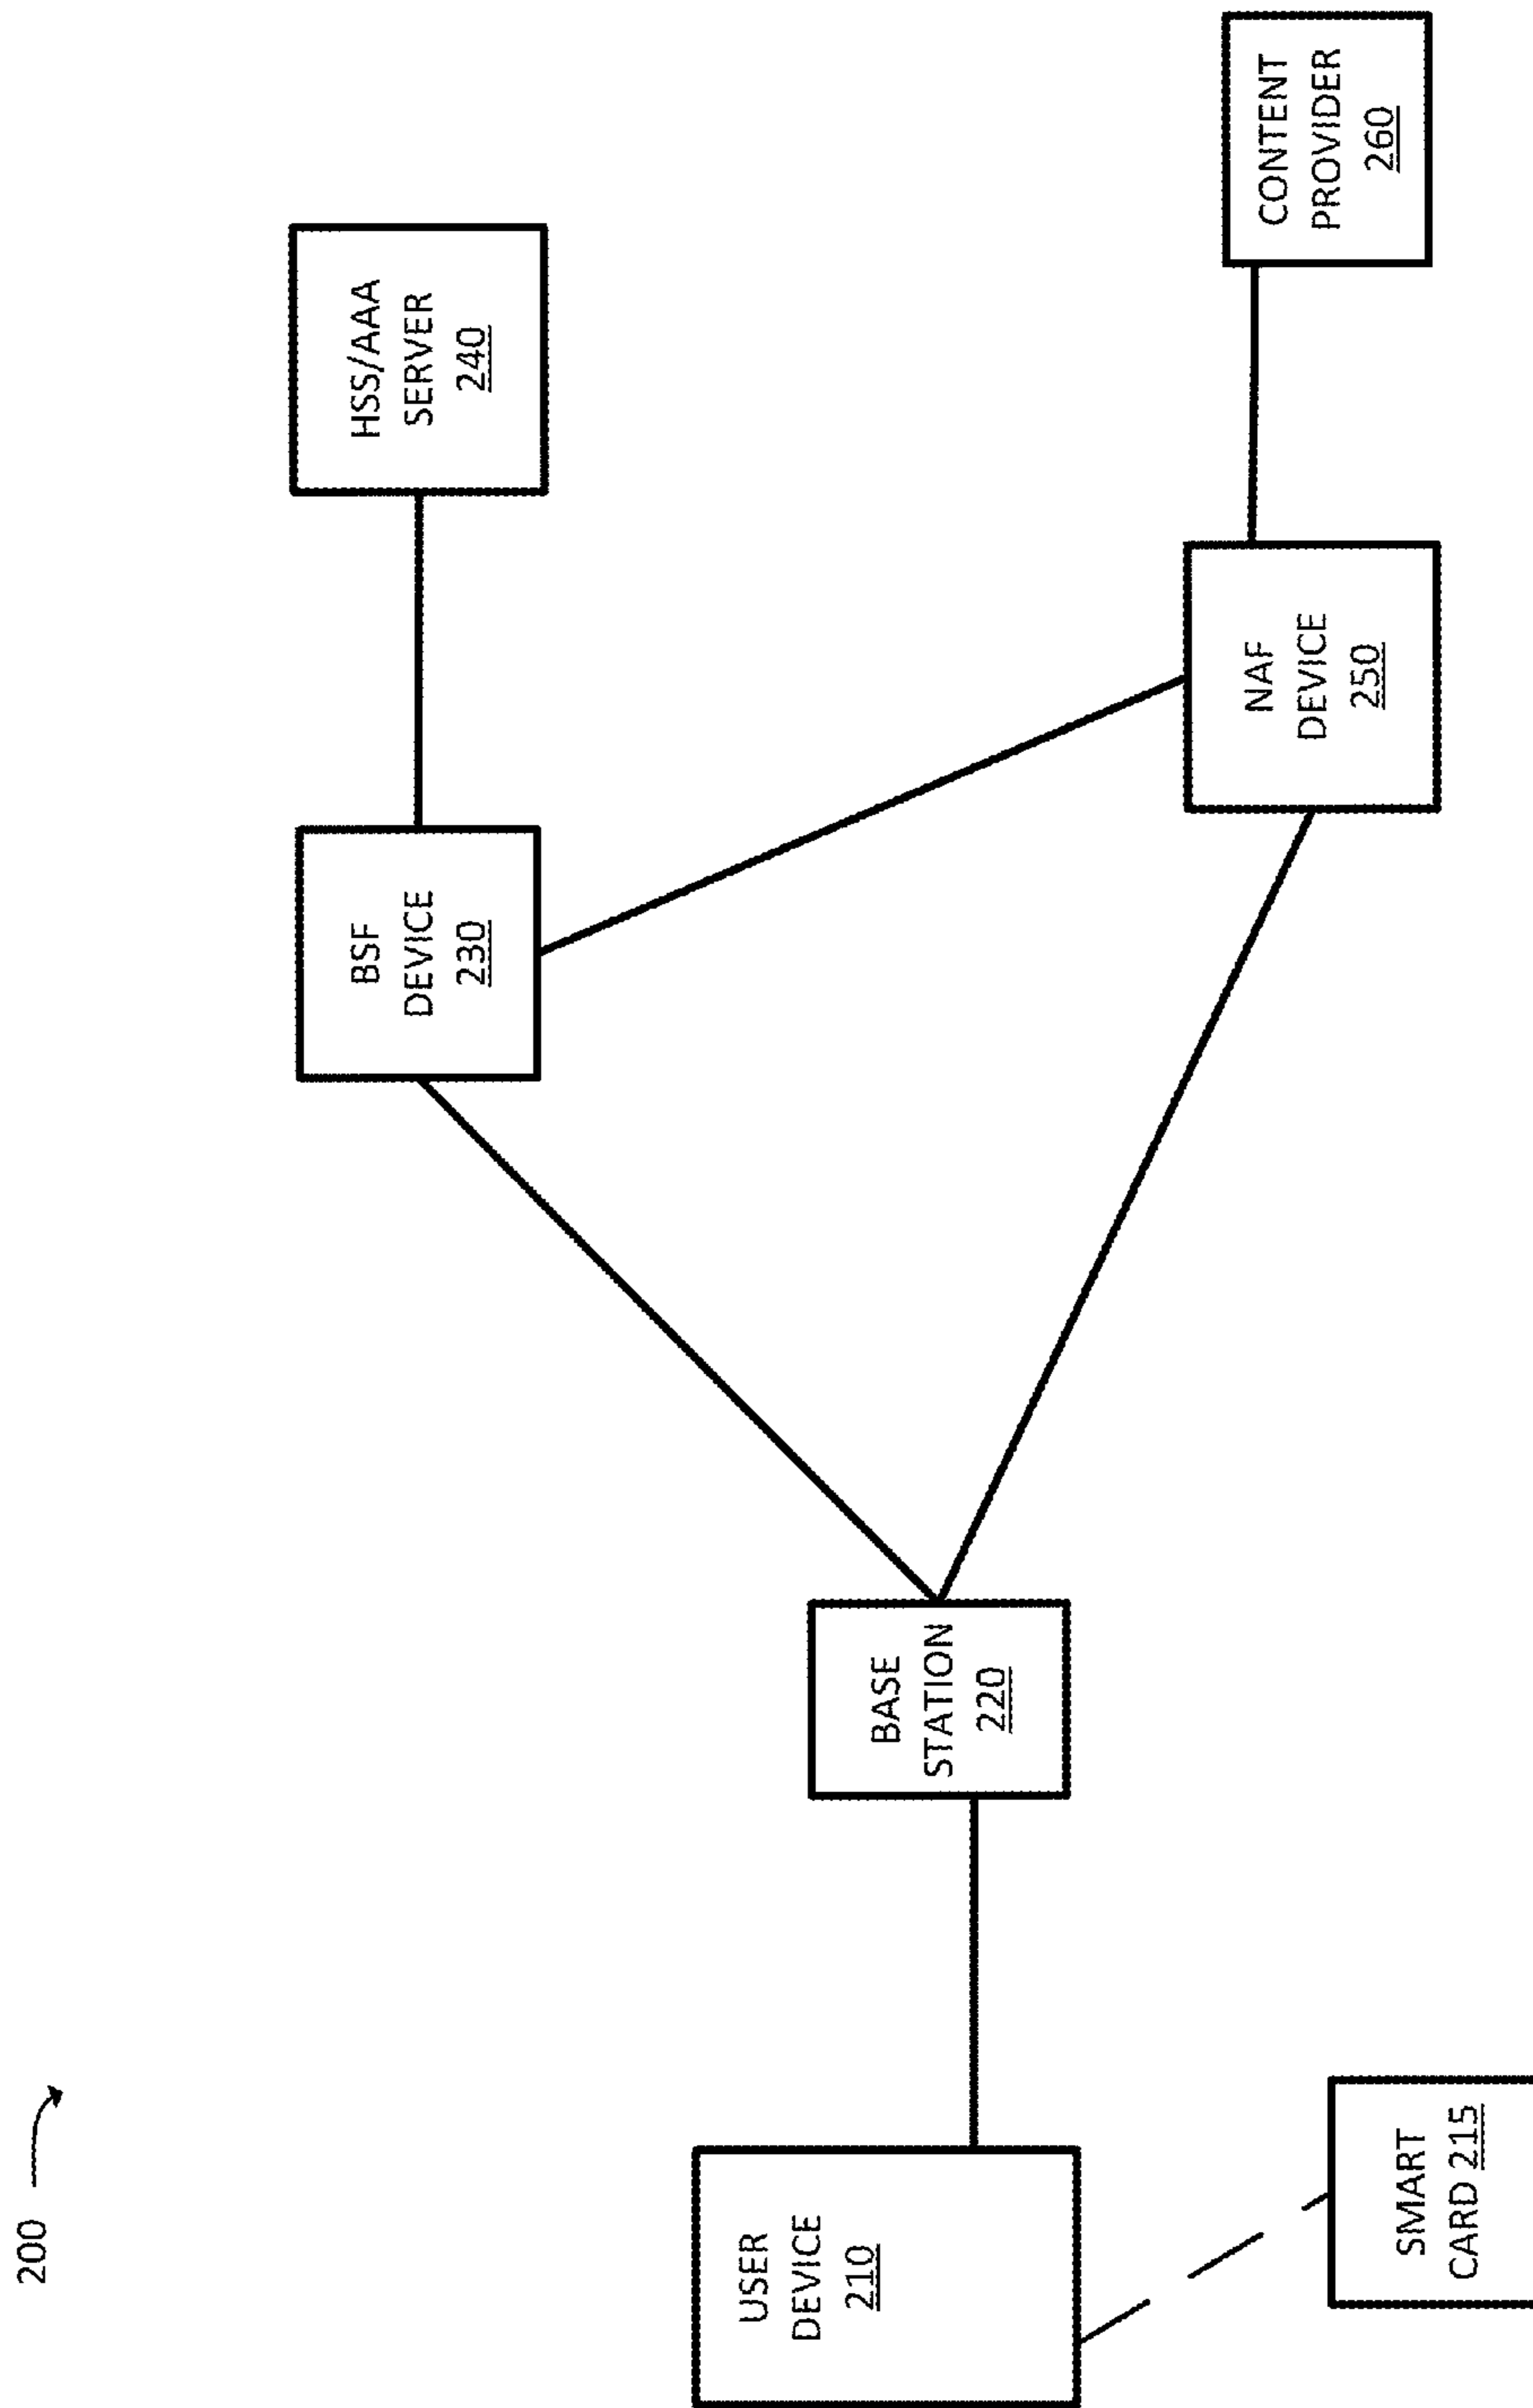 200
USER
DEVICE
210
SMART
CARD 215
BASE
STATION
220
BSF
DEVICE
230
HSS/AAA
SERVER
240
NAF
DEVICE
250
CONTENT
PROVIDER
260